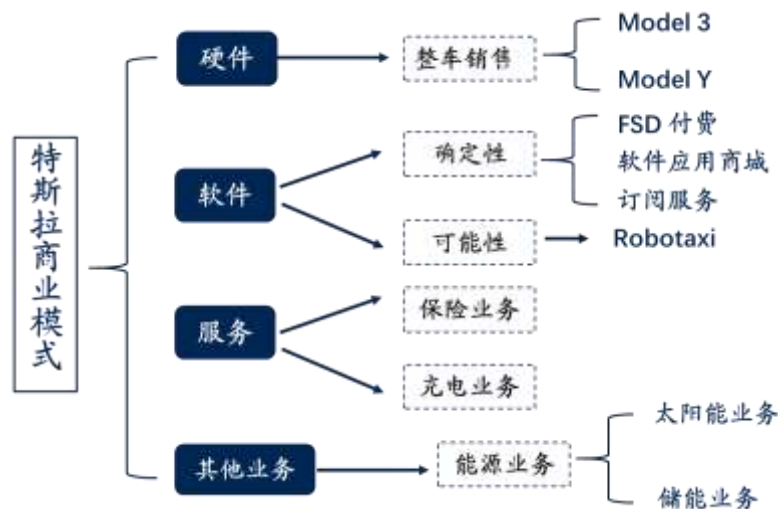 特斯拉商业模式
硬件
整车销售
Model 3
Model Y
软件
确定性
FSD 付费
软件应用商城
订阅服务
可能性
Robotaxi
服务
保险业务
充电业务
其他业务
能源业务
太阳能业务
储能业务